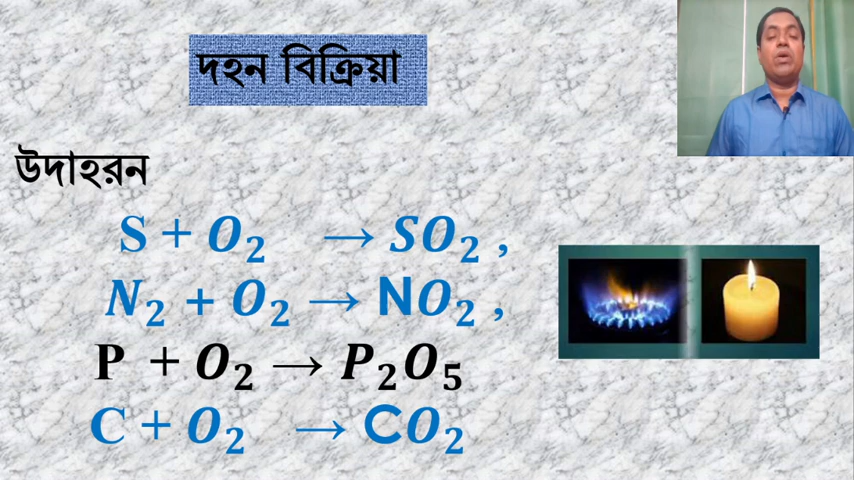 দহন বিক্রিয়া
উদাহরন
S + O₂ → SO₂ ,
N₂ + O₂ → NO₂ ,
P + O₂ → P₂O₅
C + O₂ → CO₂